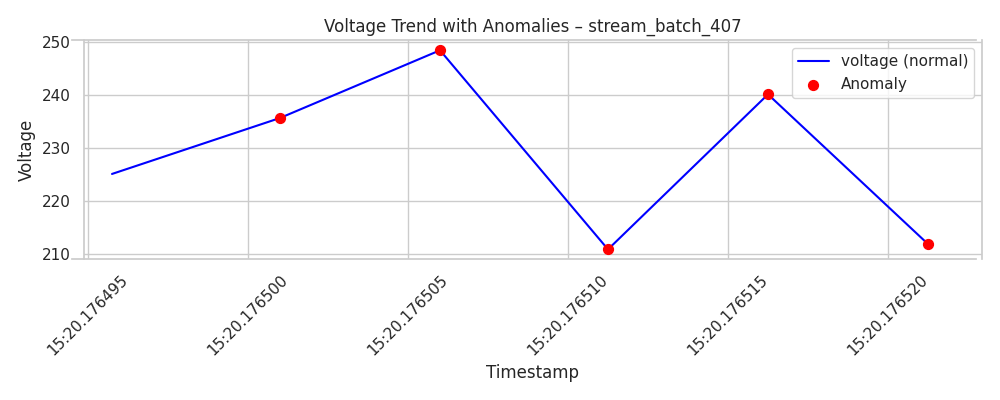 Voltage Trend with Anomalies – stream_batch_407
voltage (normal)
Anomaly
Voltage
250
240
230
220
210
15:20.176495
15:20.176500
15:20.176505
15:20.176510
15:20.176515
15:20.176520
Timestamp